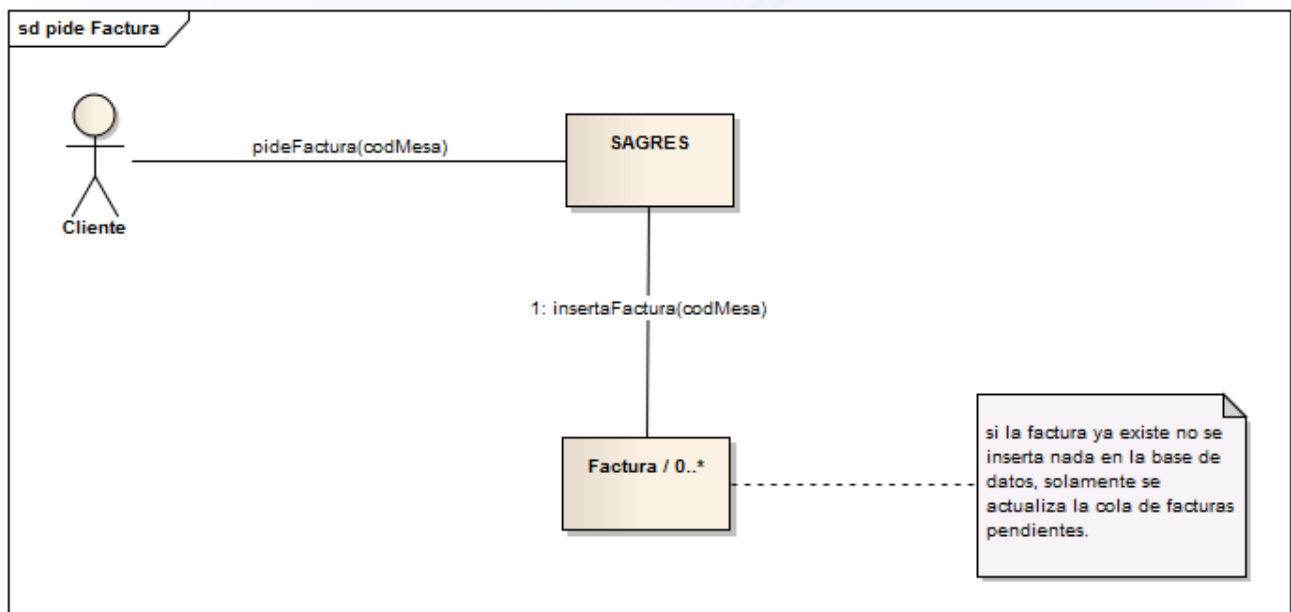 sd pide Factura
pideFactura(codMesa)
SAGRES
Cliente
1: insertaFactura(codMesa)
Factura / 0..*
si la factura ya existe no se
inserta nada en la base de
datos, solamente se
actualiza la cola de facturas
pendientes.